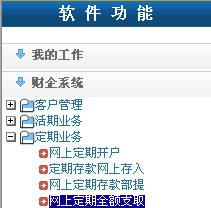 软件功能
我的工作
财企系统
客户管理
活期业务
定期业务
网上定期开户
定期存款网上存入
网上定期存款部提
网上定期全额支取